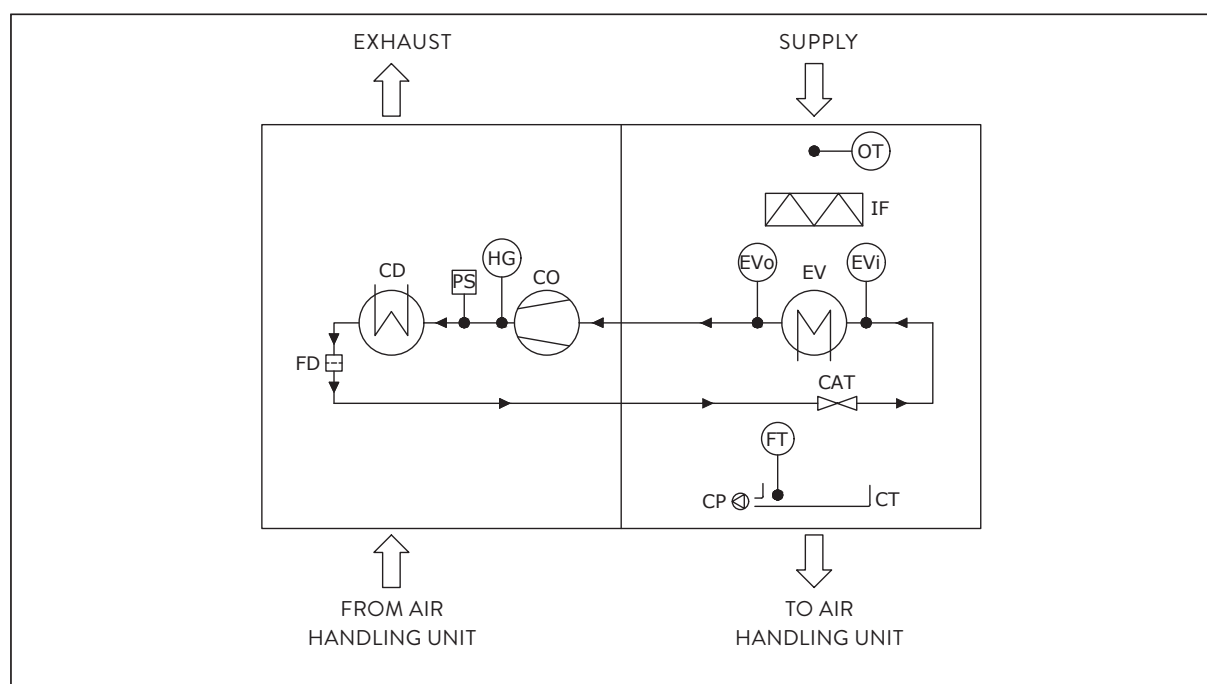 EXHAUST
SUPPLY
OT
IF
HG
EVo
EV
EVi
CD
PS
CO
FD
CAT
FT
CP
CT
FROM AIR
HANDLING UNIT
TO AIR
HANDLING UNIT